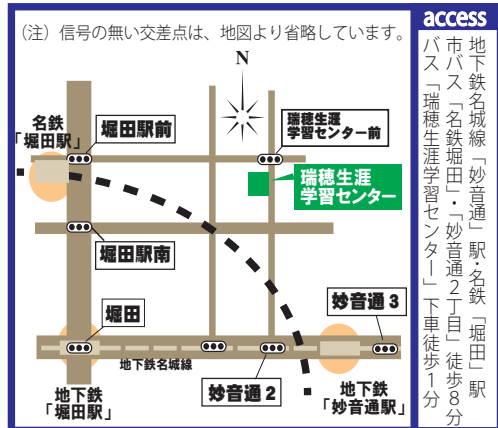 (注）信号の無い交差点は、地図より省略しています。
N
名鉄
「堀田駅」
堀田駅前
瑞穂生涯
学習センター前
瑞穂生涯
学習センター
堀田駅南
堀田
妙音通 3
地下鉄名城線
妙音通 2
地下鉄
「堀田駅」
地下鉄
「妙音通駅」
access
地下鉄名城線「妙音通」駅・名鉄「堀田」駅
市バス「名鉄堀田」・「妙音通２丁目」徒歩８分
バス「瑞穂生涯学習センター」下車徒歩１分